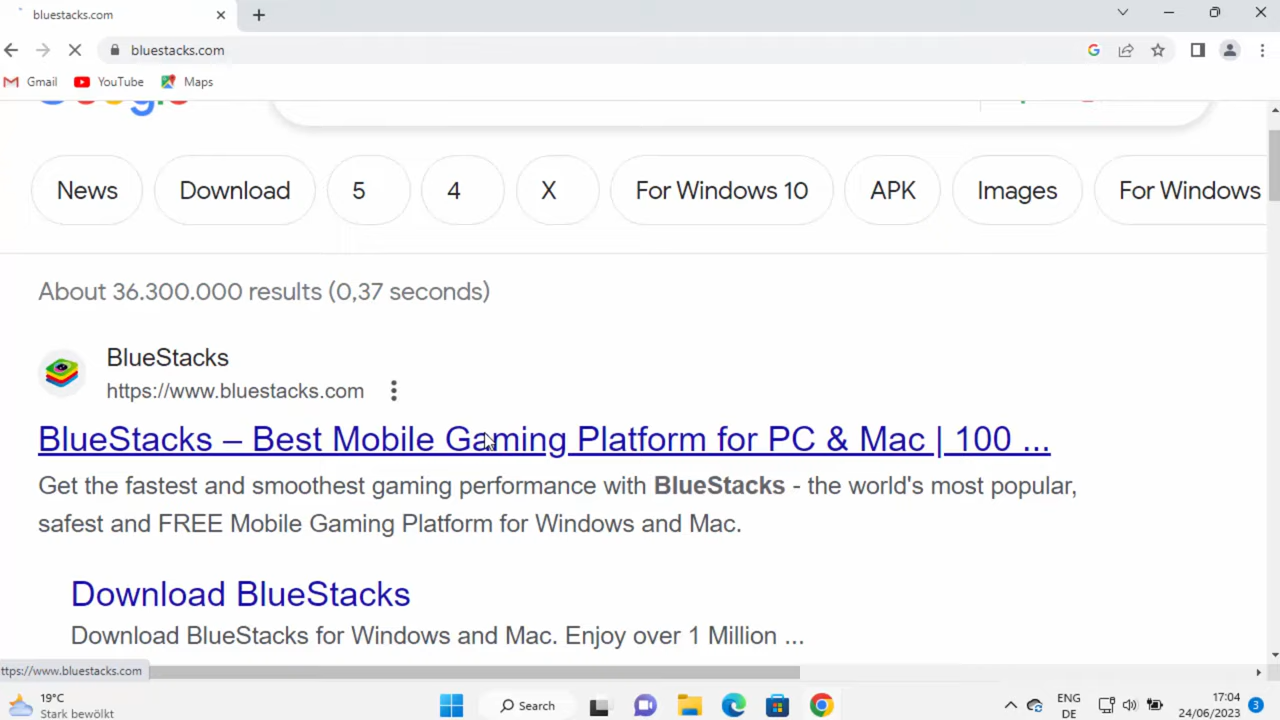 bluestacks.com
bluestacks.com
Gmail
YouTube
Maps
News
Download
5
4
X
For Windows 10
APK
Images
For Windows
About 36.300.000 results (0,37 seconds)
BlueStacks
https://www.bluestacks.com
BlueStacks – Best Mobile Gaming Platform for PC & Mac | 100 ...
Get the fastest and smoothest gaming performance with BlueStacks - the world's most popular,
safest and FREE Mobile Gaming Platform for Windows and Mac.
Download BlueStacks
Download BlueStacks for Windows and Mac. Enjoy over 1 Million ...
ttps://www.bluestacks.com
19°C
Stark bewölkt
Search
ENG
DE
17:04
24/06/2023
3